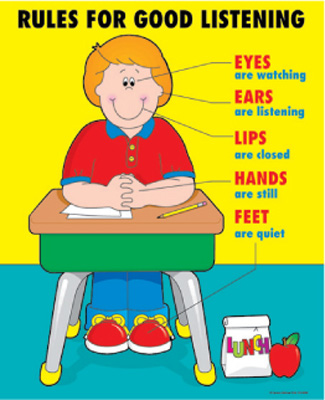 RULES FOR GOOD LISTENING
EYES
are watching
EARS
are listening
LIPS
are closed
HANDS
are still
FEET
are quiet
LUNCH